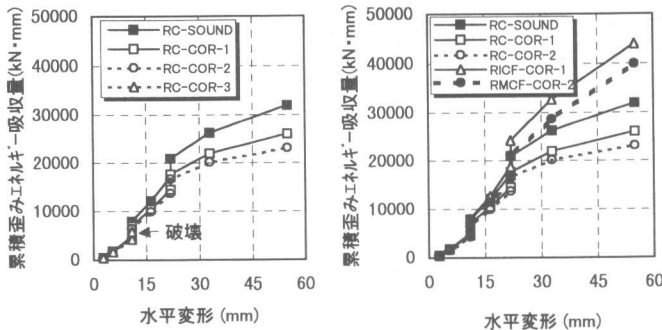 累積歪みエネルギー吸収量(kN・mm)
50000
40000
30000
20000
10000
0
RC-SOUND
RC-COR-1
RC-COR-2
RC-COR-3
破壊
0 15 30 45 60
水平変形 (mm)
累積歪みエネルギー吸収量(kN・mm)
50000
40000
30000
20000
10000
0
RC-SOUND
RC-COR-1
RC-COR-2
RICF-COR-1
RMCF-COR-2
0 15 30 45 60
水平変形 (mm)